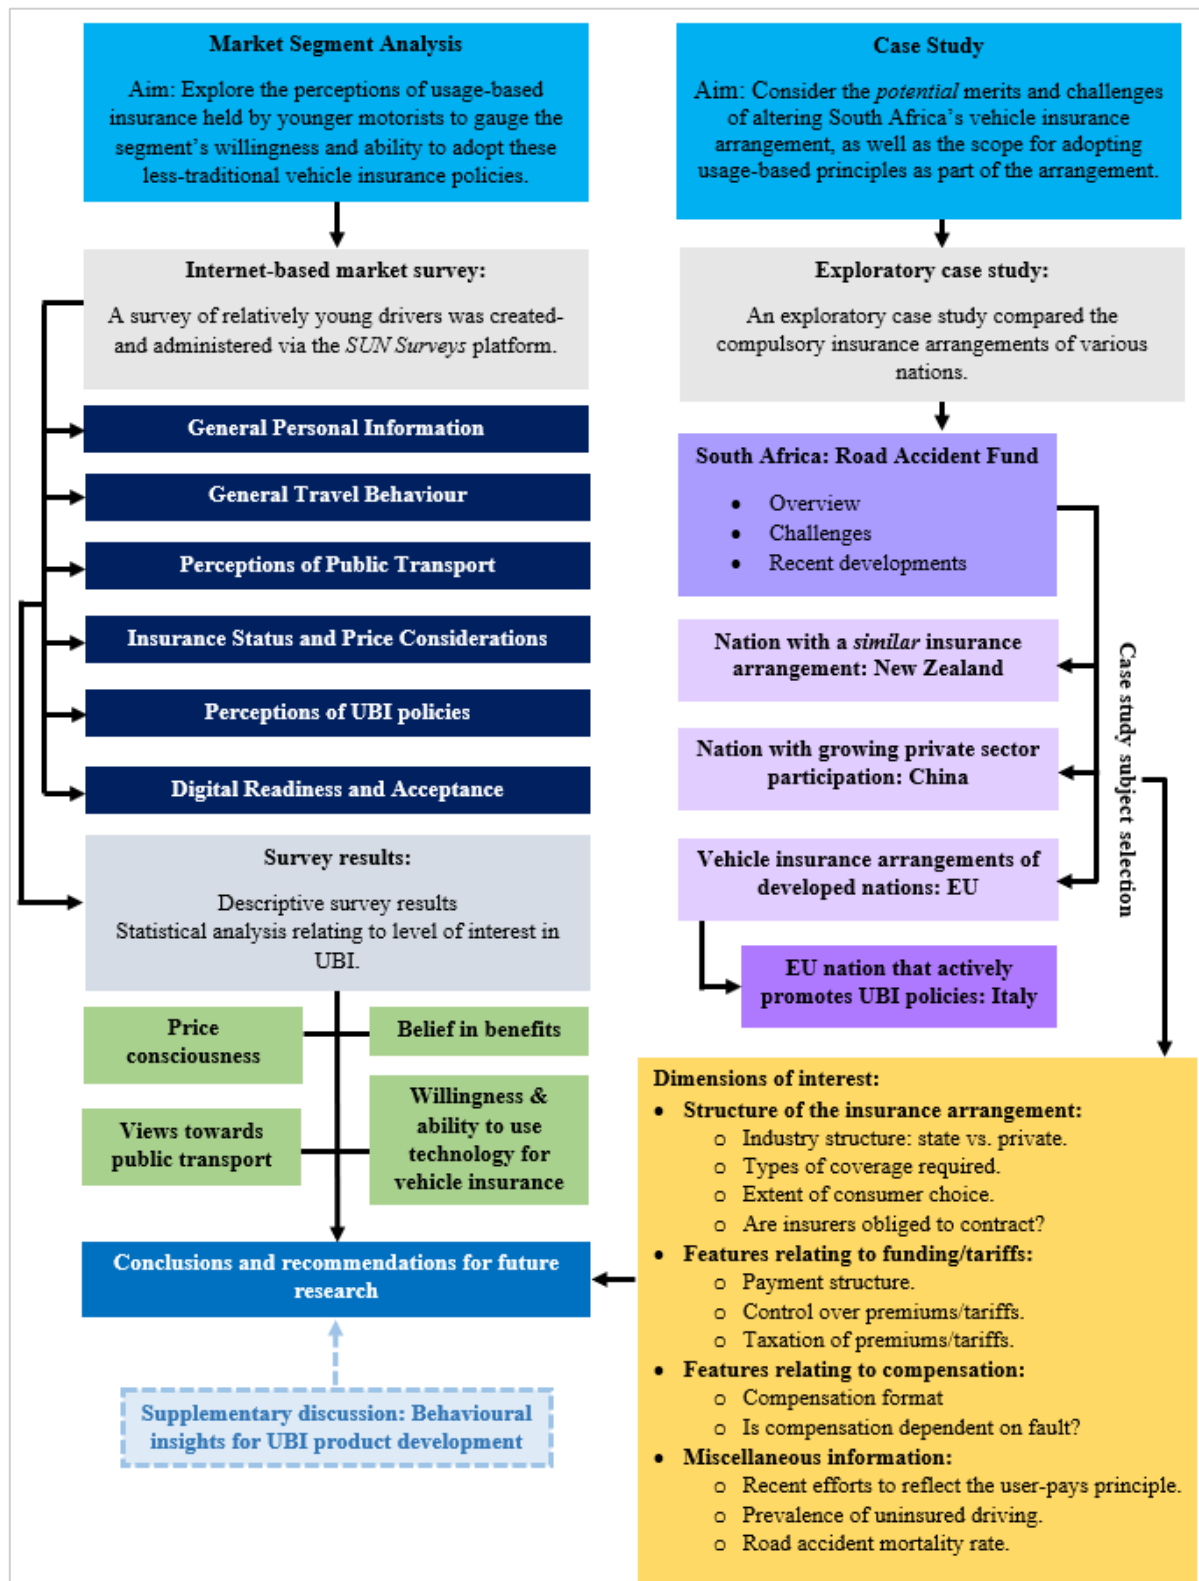 Market Segment Analysis
Aim: Explore the perceptions of usage-based
insurance held by younger motorists to gauge the
segment's willingness and ability to adopt these
less-traditional vehicle insurance policies.
Internet-based market survey:
A survey of relatively young drivers was created-
and administered via the SUN Surveys platform.
General Personal Information
General Travel Behaviour
Perceptions of Public Transport
Insurance Status and Price Considerations
Perceptions of UBI policies
Digital Readiness and Acceptance
Survey results:
Descriptive survey results
Statistical analysis relating to level of interest in
UBI.
Price
consciousness
Belief in benefits
Views towards
public transport
Willingness &
ability to use
technology for
vehicle insurance
Conclusions and recommendations for future
research
Supplementary discussion: Behavioural
insights for UBI product development
Case Study
Aim: Consider the potential merits and challenges
of altering South Africa's vehicle insurance
arrangement, as well as the scope for adopting
usage-based principles as part of the arrangement.
Exploratory case study:
An exploratory case study compared the
compulsory insurance arrangements of various
nations.
South Africa: Road Accident Fund
• Overview
• Challenges
• Recent developments
Nation with a similar insurance
arrangement: New Zealand
Nation with growing private sector
participation: China
Vehicle insurance arrangements of
developed nations: EU
EU nation that actively
promotes UBI policies: Italy
Case study subject selection
Dimensions of interest:
• Structure of the insurance arrangement:
o Industry structure: state vs. private.
o Types of coverage required.
o Extent of consumer choice.
o Are insurers obliged to contract?
• Features relating to funding/tariffs:
o Payment structure.
o Control over premiums/tariffs.
o Taxation of premiums/tariffs.
• Features relating to compensation:
o Compensation format
o Is compensation dependent on fault?
• Miscellaneous information:
o Recent efforts to reflect the user-pays principle.
o Prevalence of uninsured driving.
o Road accident mortality rate.